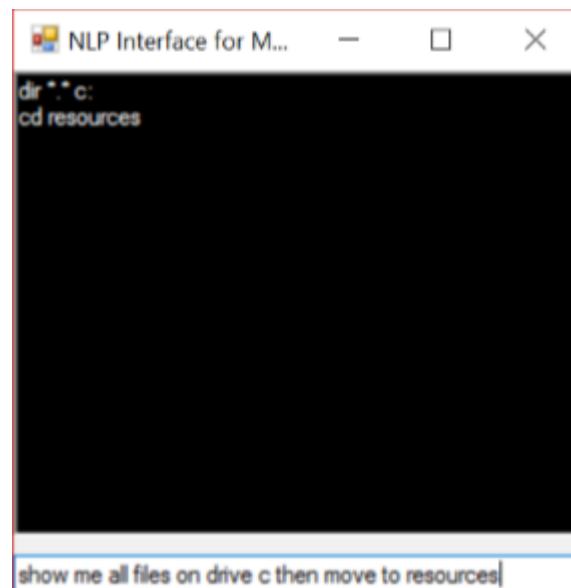 NLP Interface for M...
dir *.* c:
cd resources
show me all files on drive c then move to resources